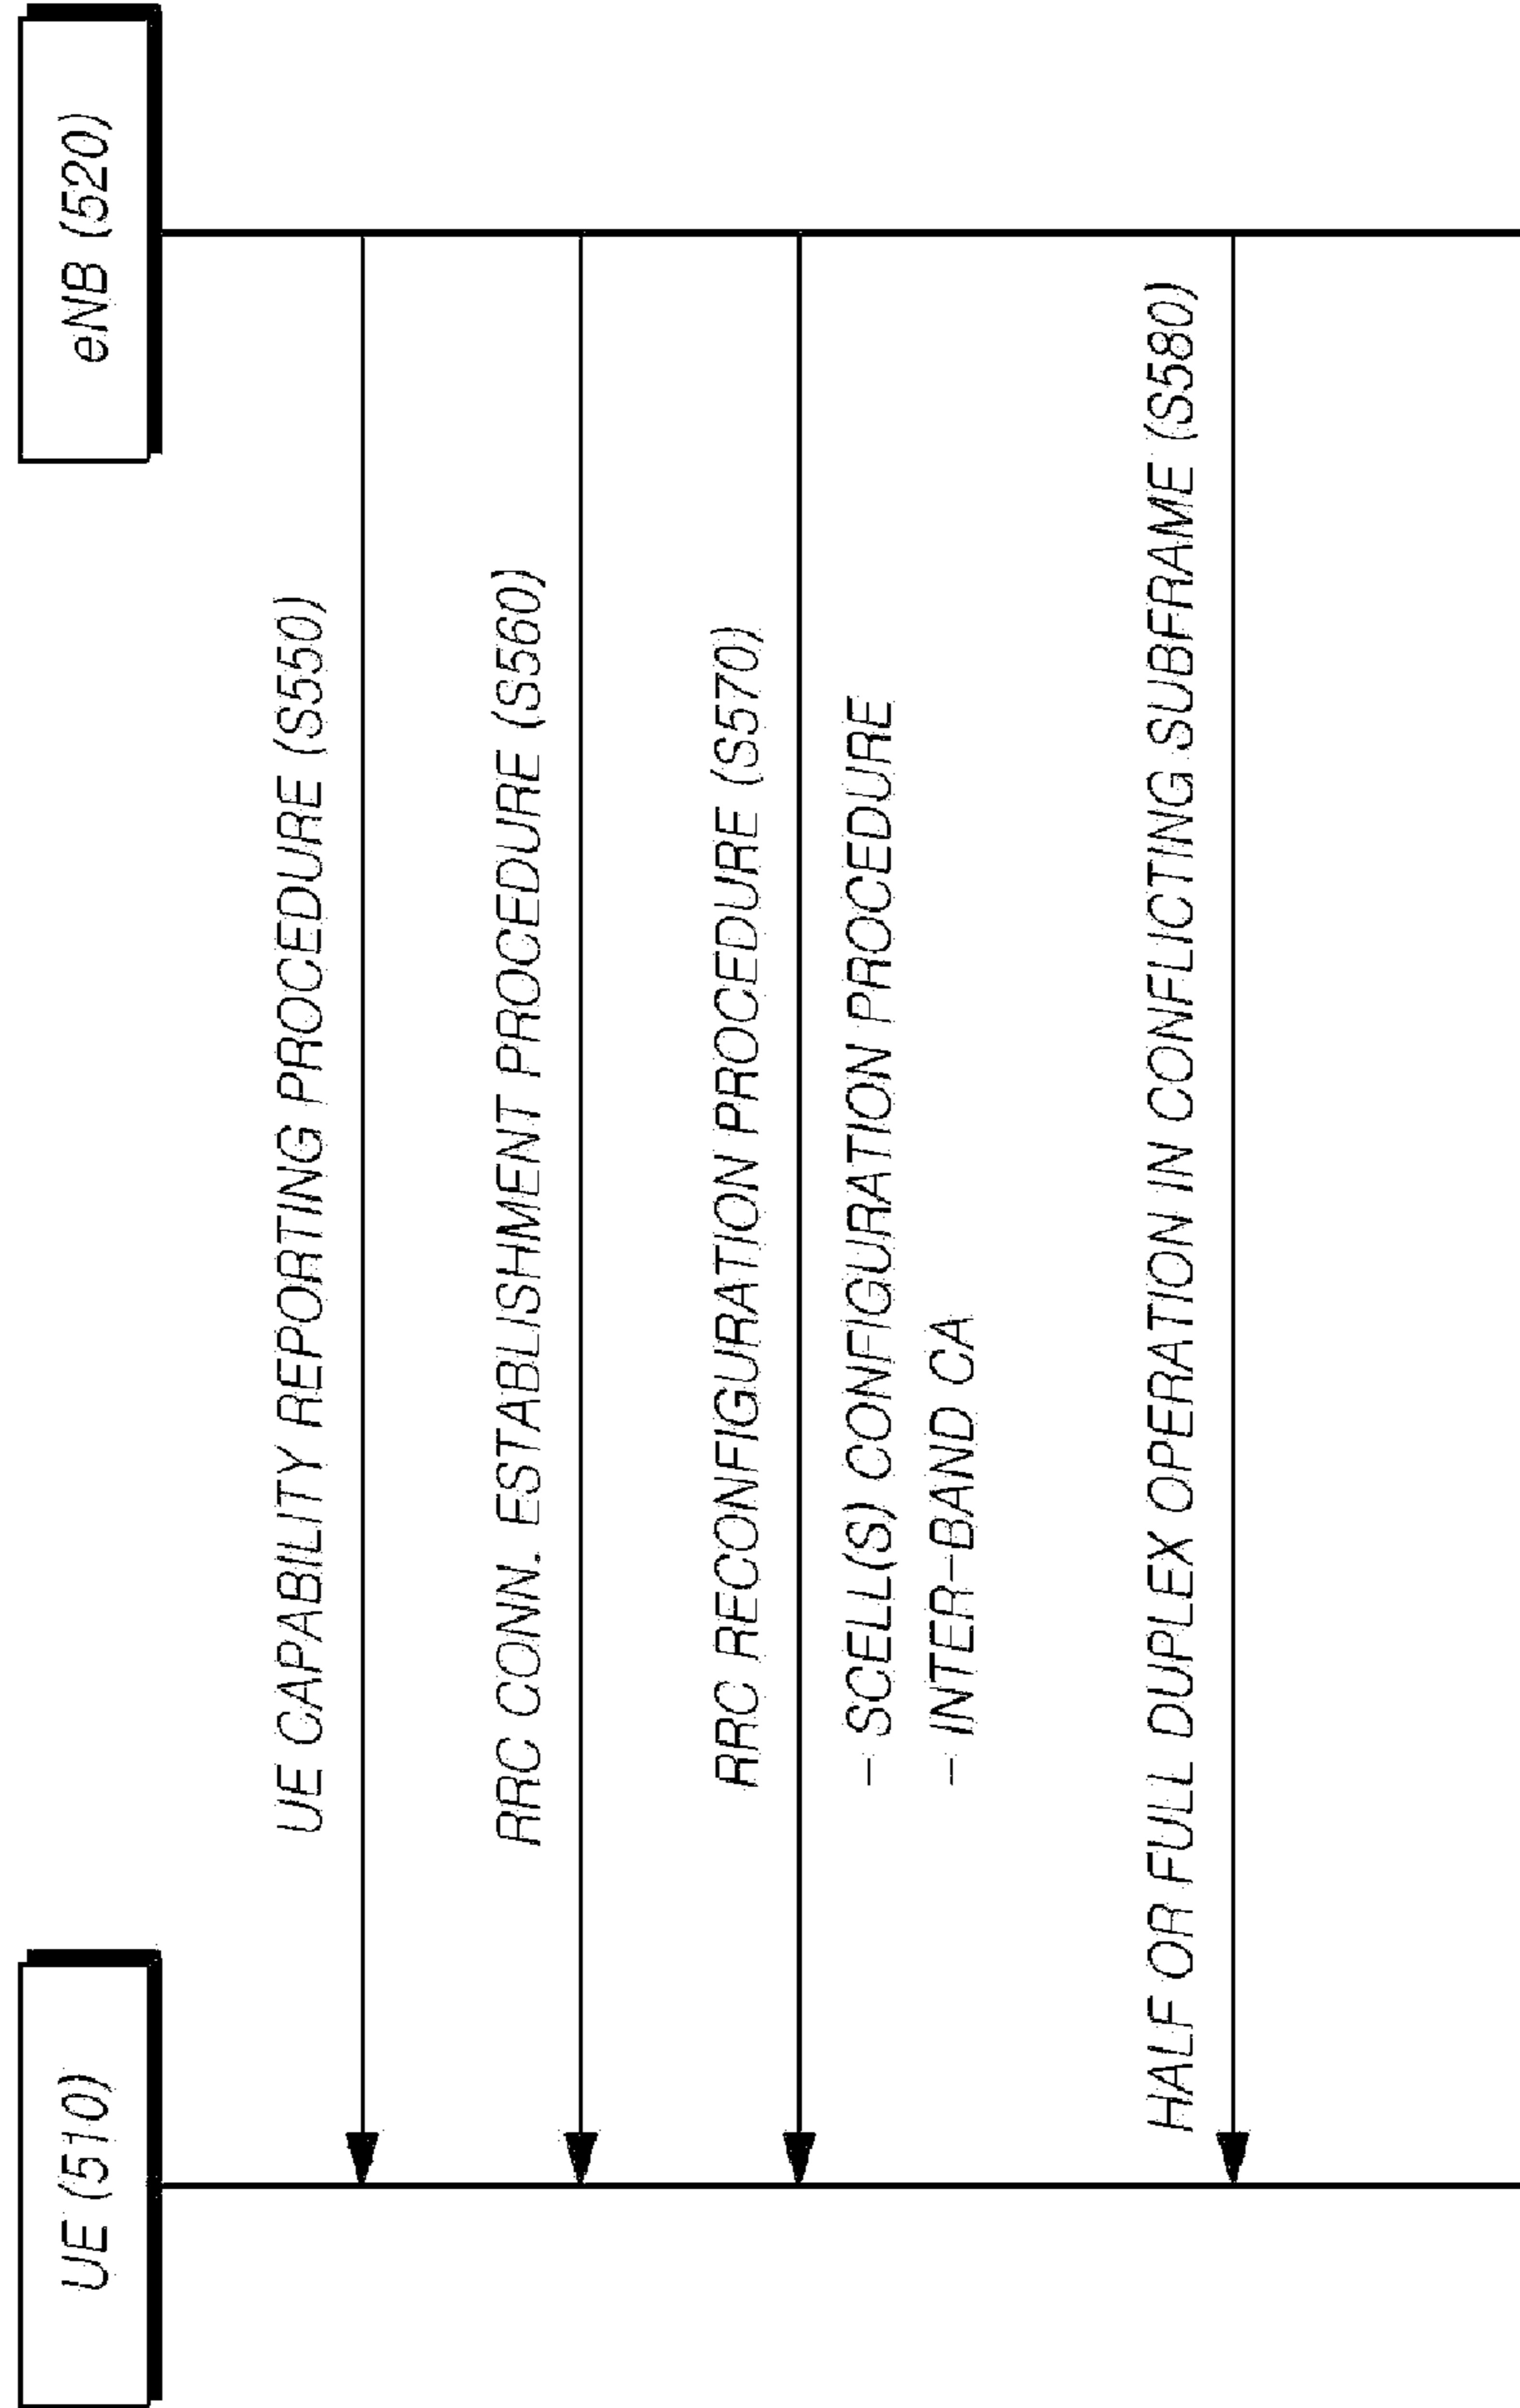 UE (510)
eNB (520)
UE CAPABILITY REPORTING PROCEDURE (S550)
RRC CONN. ESTABLISHMENT PROCEDURE (S560)
RRC RECONFIGURATION PROCEDURE (S570)
- SCELL(S) CONFIGURATION PROCEDURE
- INTER-BAND CA
HALF OR FULL DUPLEX OPERATION IN CONFLICTING SUBFRAME (S580)